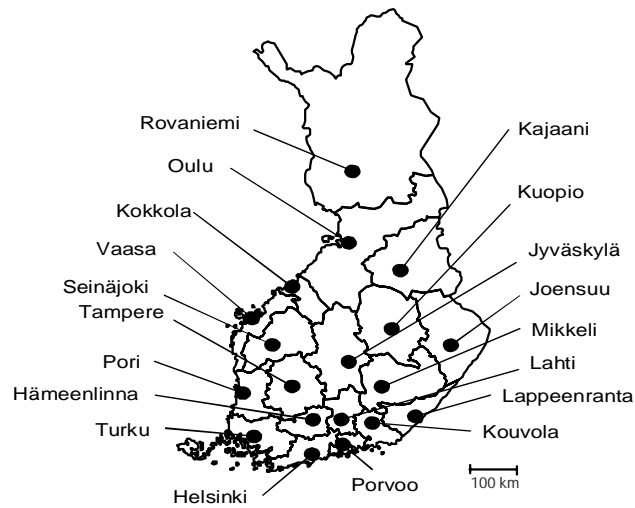 Rovaniemi
Kajaani
Oulu
Kuopio
Kokkola
Vaasa
Jyväskylä
Seinäjoki
Joensuu
Tampere
Mikkeli
Pori
Lahti
Hämeenlinna
Lappeenranta
Turku
Kouvola
Porvoo
Helsinki
100 km